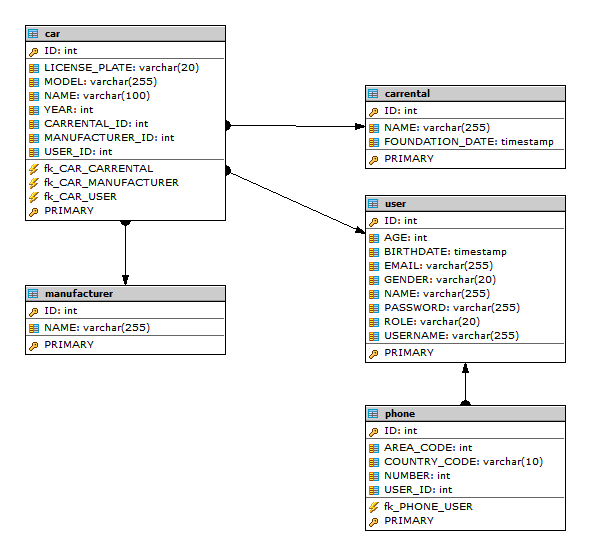 car
ID: int
LICENSE_PLATE: varchar(20)
MODEL: varchar(255)
NAME: varchar(100)
YEAR: int
CARRENTAL_ID: int
MANUFACTURER_ID: int
USER_ID: int
fk_CAR_CARRENTAL
fk_CAR_MANUFACTURER
fk_CAR_USER
PRIMARY
carrental
ID: int
NAME: varchar(255)
FOUNDATION_DATE: timestamp
PRIMARY
user
ID: int
AGE: int
BIRTHDATE: timestamp
EMAIL: varchar(255)
GENDER: varchar(20)
NAME: varchar(255)
PASSWORD: varchar(255)
ROLE: varchar(20)
USERNAME: varchar(255)
PRIMARY
manufacturer
ID: int
NAME: varchar(255)
PRIMARY
phone
ID: int
AREA_CODE: int
COUNTRY_CODE: varchar(10)
NUMBER: int
USER_ID: int
fk_PHONE_USER
PRIMARY